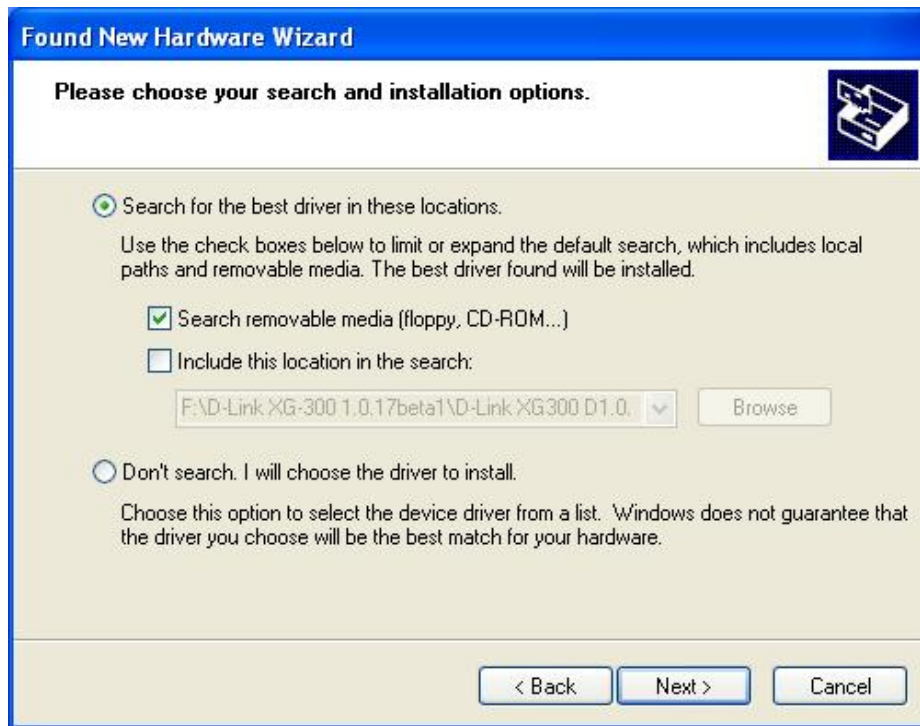 Found New Hardware Wizard
Please choose your search and installation options.
Search for the best driver in these locations.
Use the check boxes below to limit or expand the default search, which includes local
paths and removable media. The best driver found will be installed.
Search removable media (floppy, CD-ROM...)
Include this location in the search:
F:\D-Link XG-300 1.0.17beta1\D-Link XG300 D1.0.
Browse
Don't search. I will choose the driver to install.
Choose this option to select the device driver from a list. Windows does not guarantee that
the driver you choose will be the best match for your hardware.
< Back Next > Cancel